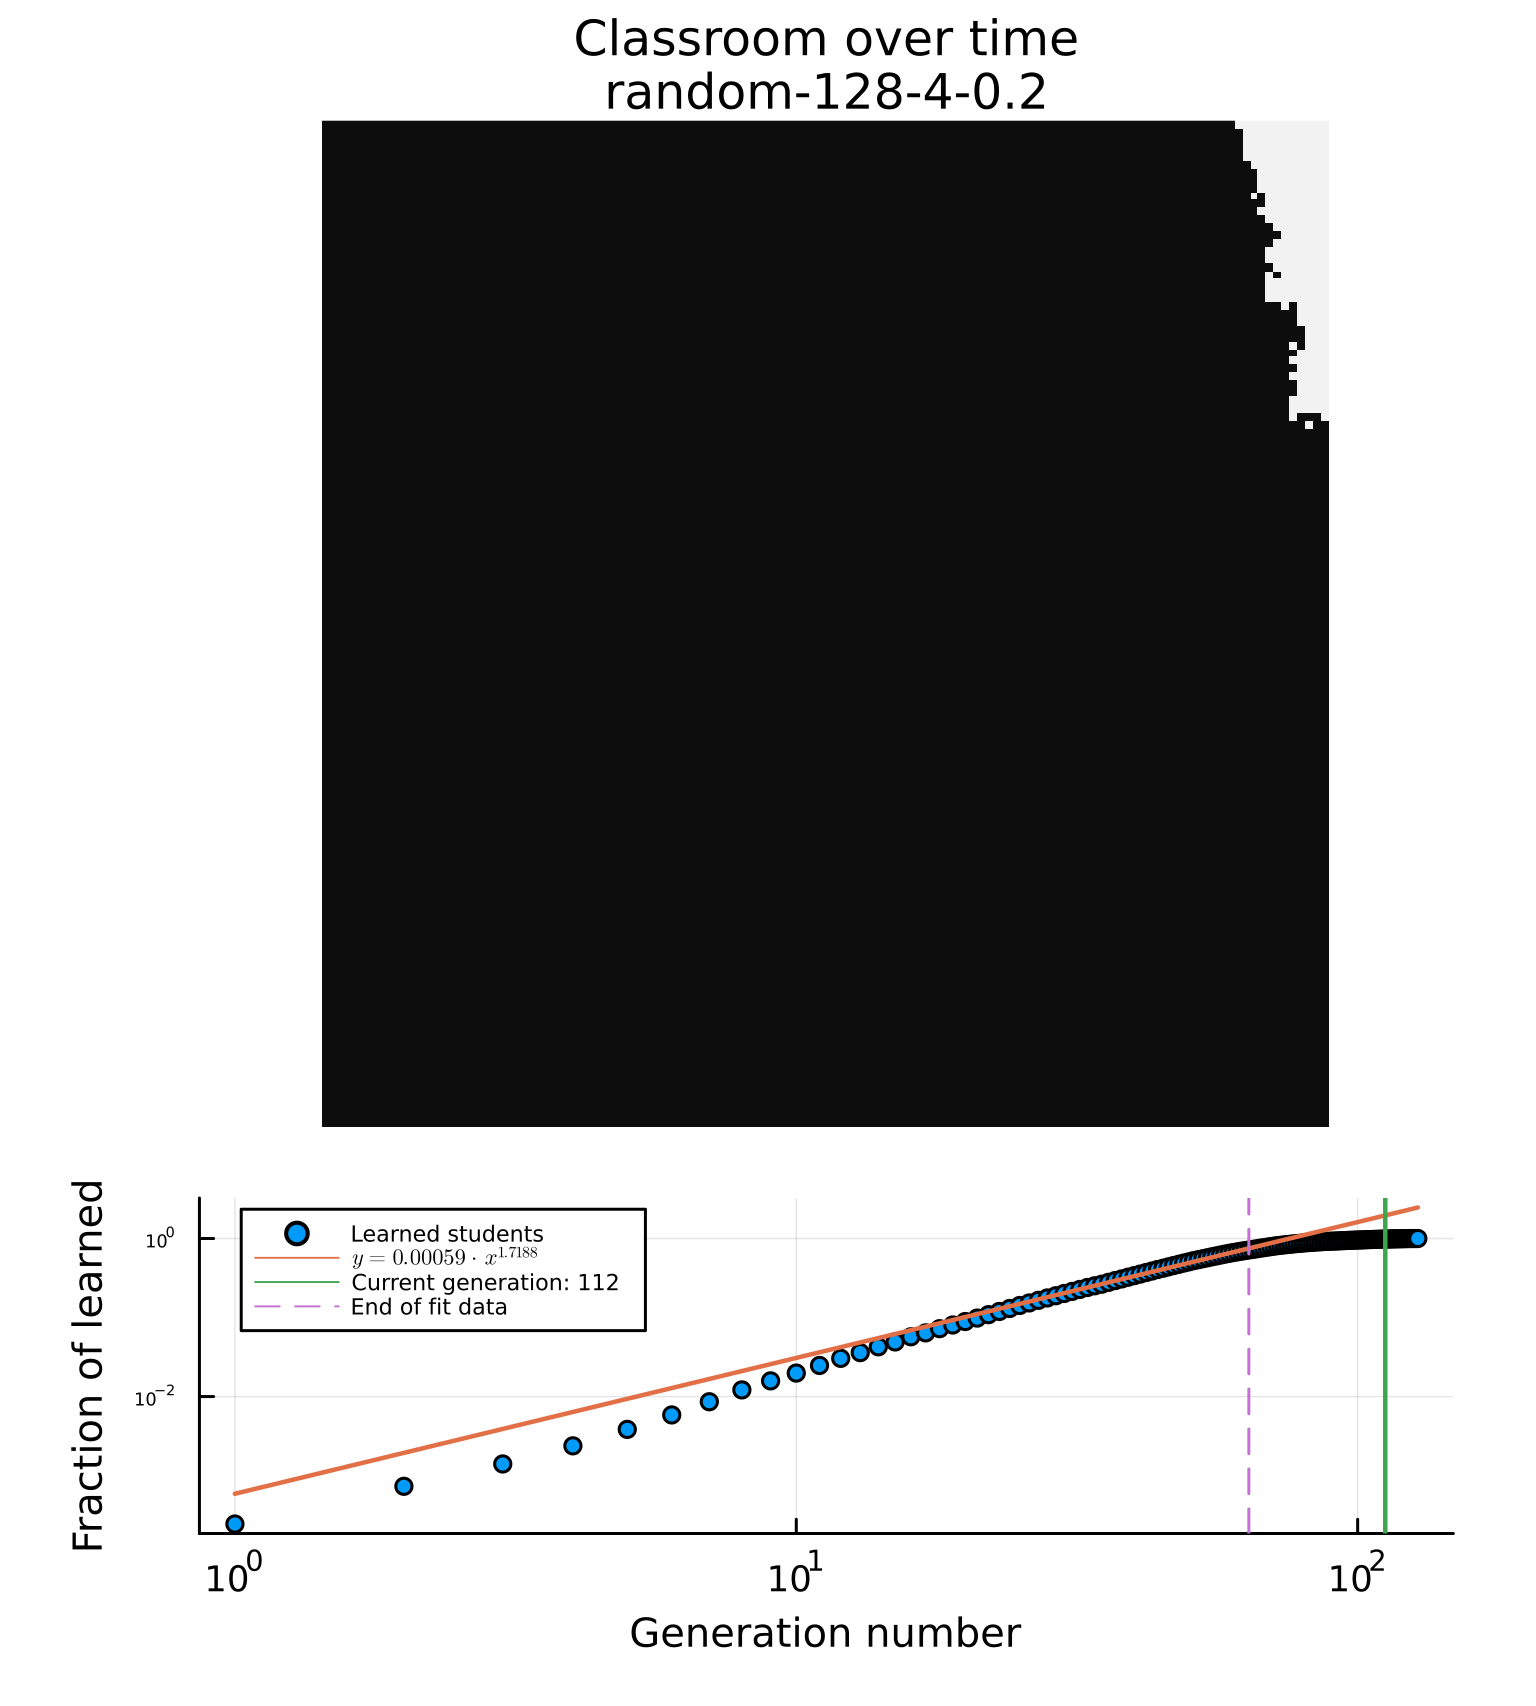 Classroom over time
random-128-4-0.2
Fraction of learned
10^0
10^-2
Learned students
y = 0.00059 · x^1.7188
Current generation: 112
End of fit data
10^0
10^1
10^2
Generation number